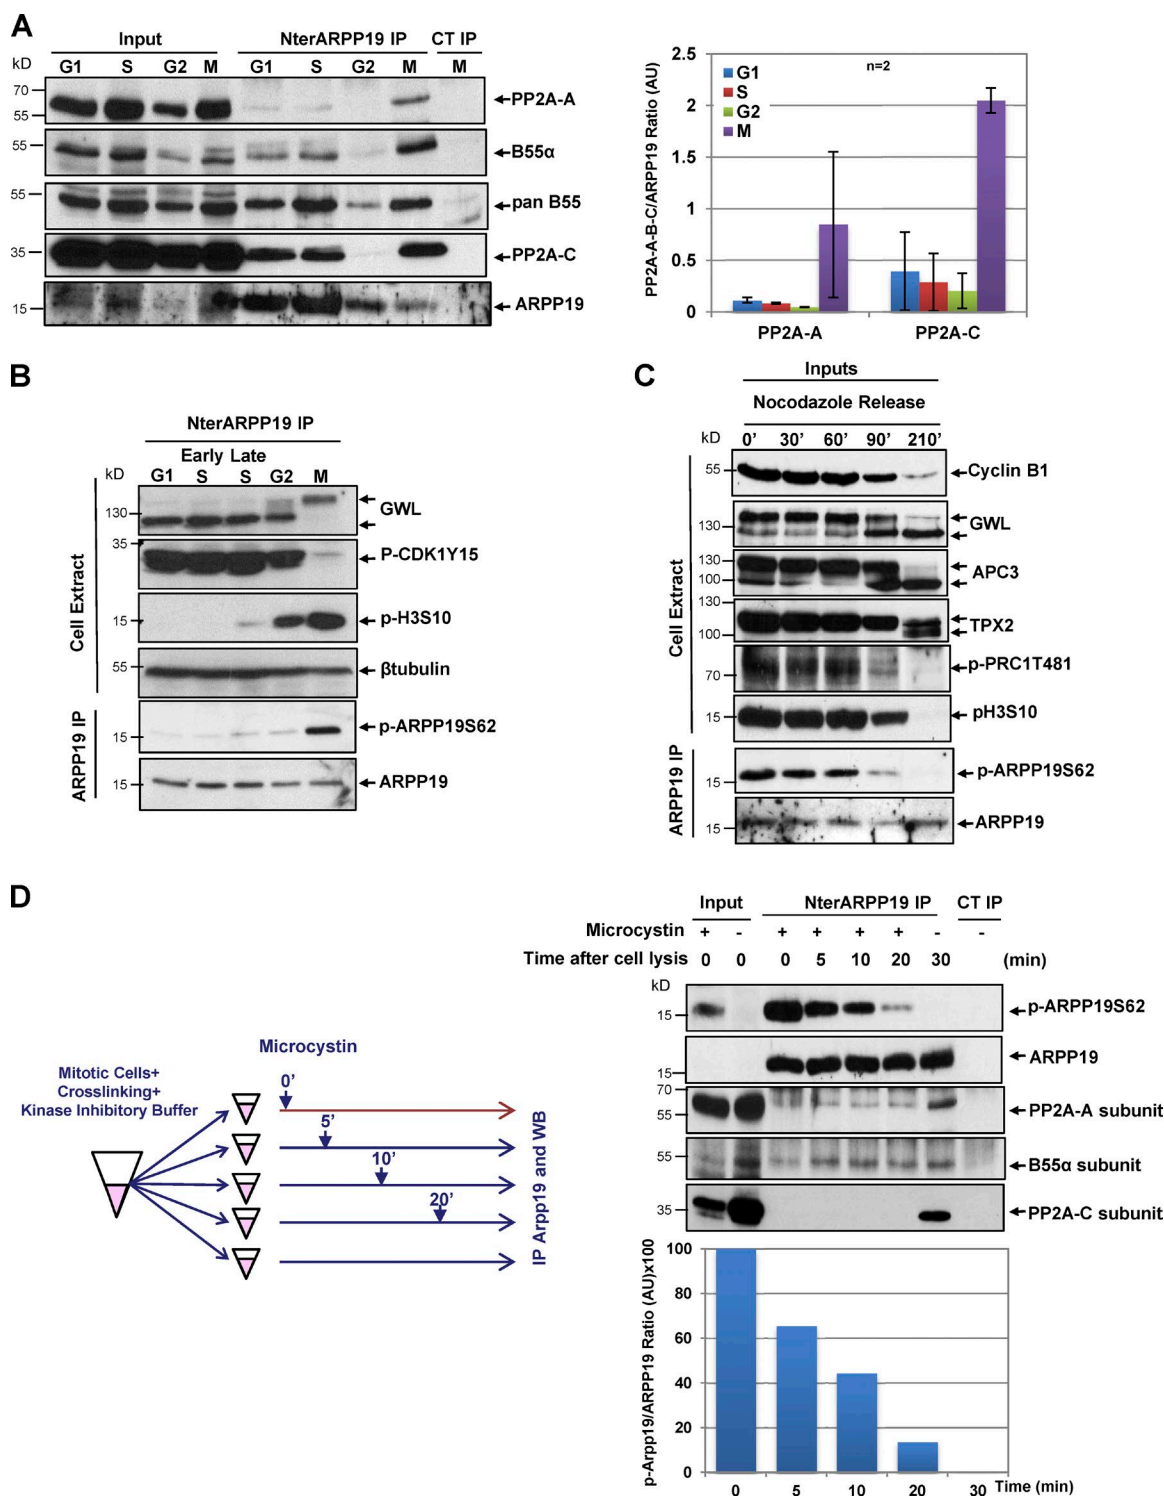 A
Input NterARPP19 IP CT IP
kD G1 S G2 M G1 S G2 M M
70
55
PP2A-A
55
B55α
55
pan B55
35
PP2A-C
15
ARPP19
2.5
2
1.5
1
0.5
0
PP2A-A-B-C/ARPP19 Ratio (AU)
G1
S
G2
M
n=2
PP2A-A PP2A-C
B
NterARPP19 IP
Early Late
kD G1 S S G2 M
Cell Extract
130
GWL
35
P-CDK1Y15
15
p-H3S10
55
βtubulin
ARPP19 IP
15
p-ARPP19S62
15
ARPP19
C
Inputs
Nocodazole Release
kD 0’ 30’ 60’ 90’ 210’
Cell Extract
55
Cyclin B1
130
GWL
130
100
APC3
130
100
TPX2
70
p-PRC1T481
15
pH3S10
ARPP19 IP
15
p-ARPP19S62
15
ARPP19
D
Microcystin
Mitotic Cells+
Crosslinking+
Kinase Inhibitory Buffer
0’
5’
10’
20’
IP Arpp19 and WB
Input NterARPP19 IP CT IP
Microcystin + - + + + + - -
Time after cell lysis 0 0 0 5 10 20 30 (min)
kD
15
p-ARPP19S62
15
ARPP19
70
55
PP2A-A subunit
55
B55α subunit
35
PP2A-C subunit
p-Arpp19/ARPP19 Ratio (AU)x100
100
80
60
40
20
0
0 5 10 20 30 Time (min)